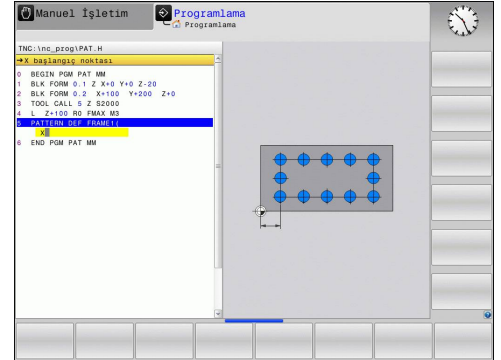 Manuel İşletim
Programlama
Programlama
TNC:\nc_prog\PAT.H
→X başlangıç noktası
0 BEGIN PGM PAT MM
1 BLK FORM 0.1 Z X+0 Y+0 Z-20
2 BLK FORM 0.2 X+100 Y+200 Z+0
3 TOOL CALL 5 Z S2000
4 L Z+100 R0 FMAX M3
5 PATTERN DEF FRAME1(
X
6 END PGM PAT MM